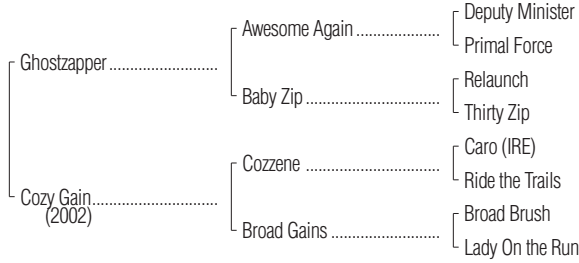 Deputy Minister
Awesome Again ..................
Primal Force
Ghostzapper ........................
Relaunch
Baby Zip .............................
Thirty Zip
Caro (IRE)
Cozzene .............................
Ride the Trails
Cozy Gain............................
(2002)
Broad Brush
Broad Gains ........................
Lady On the Run